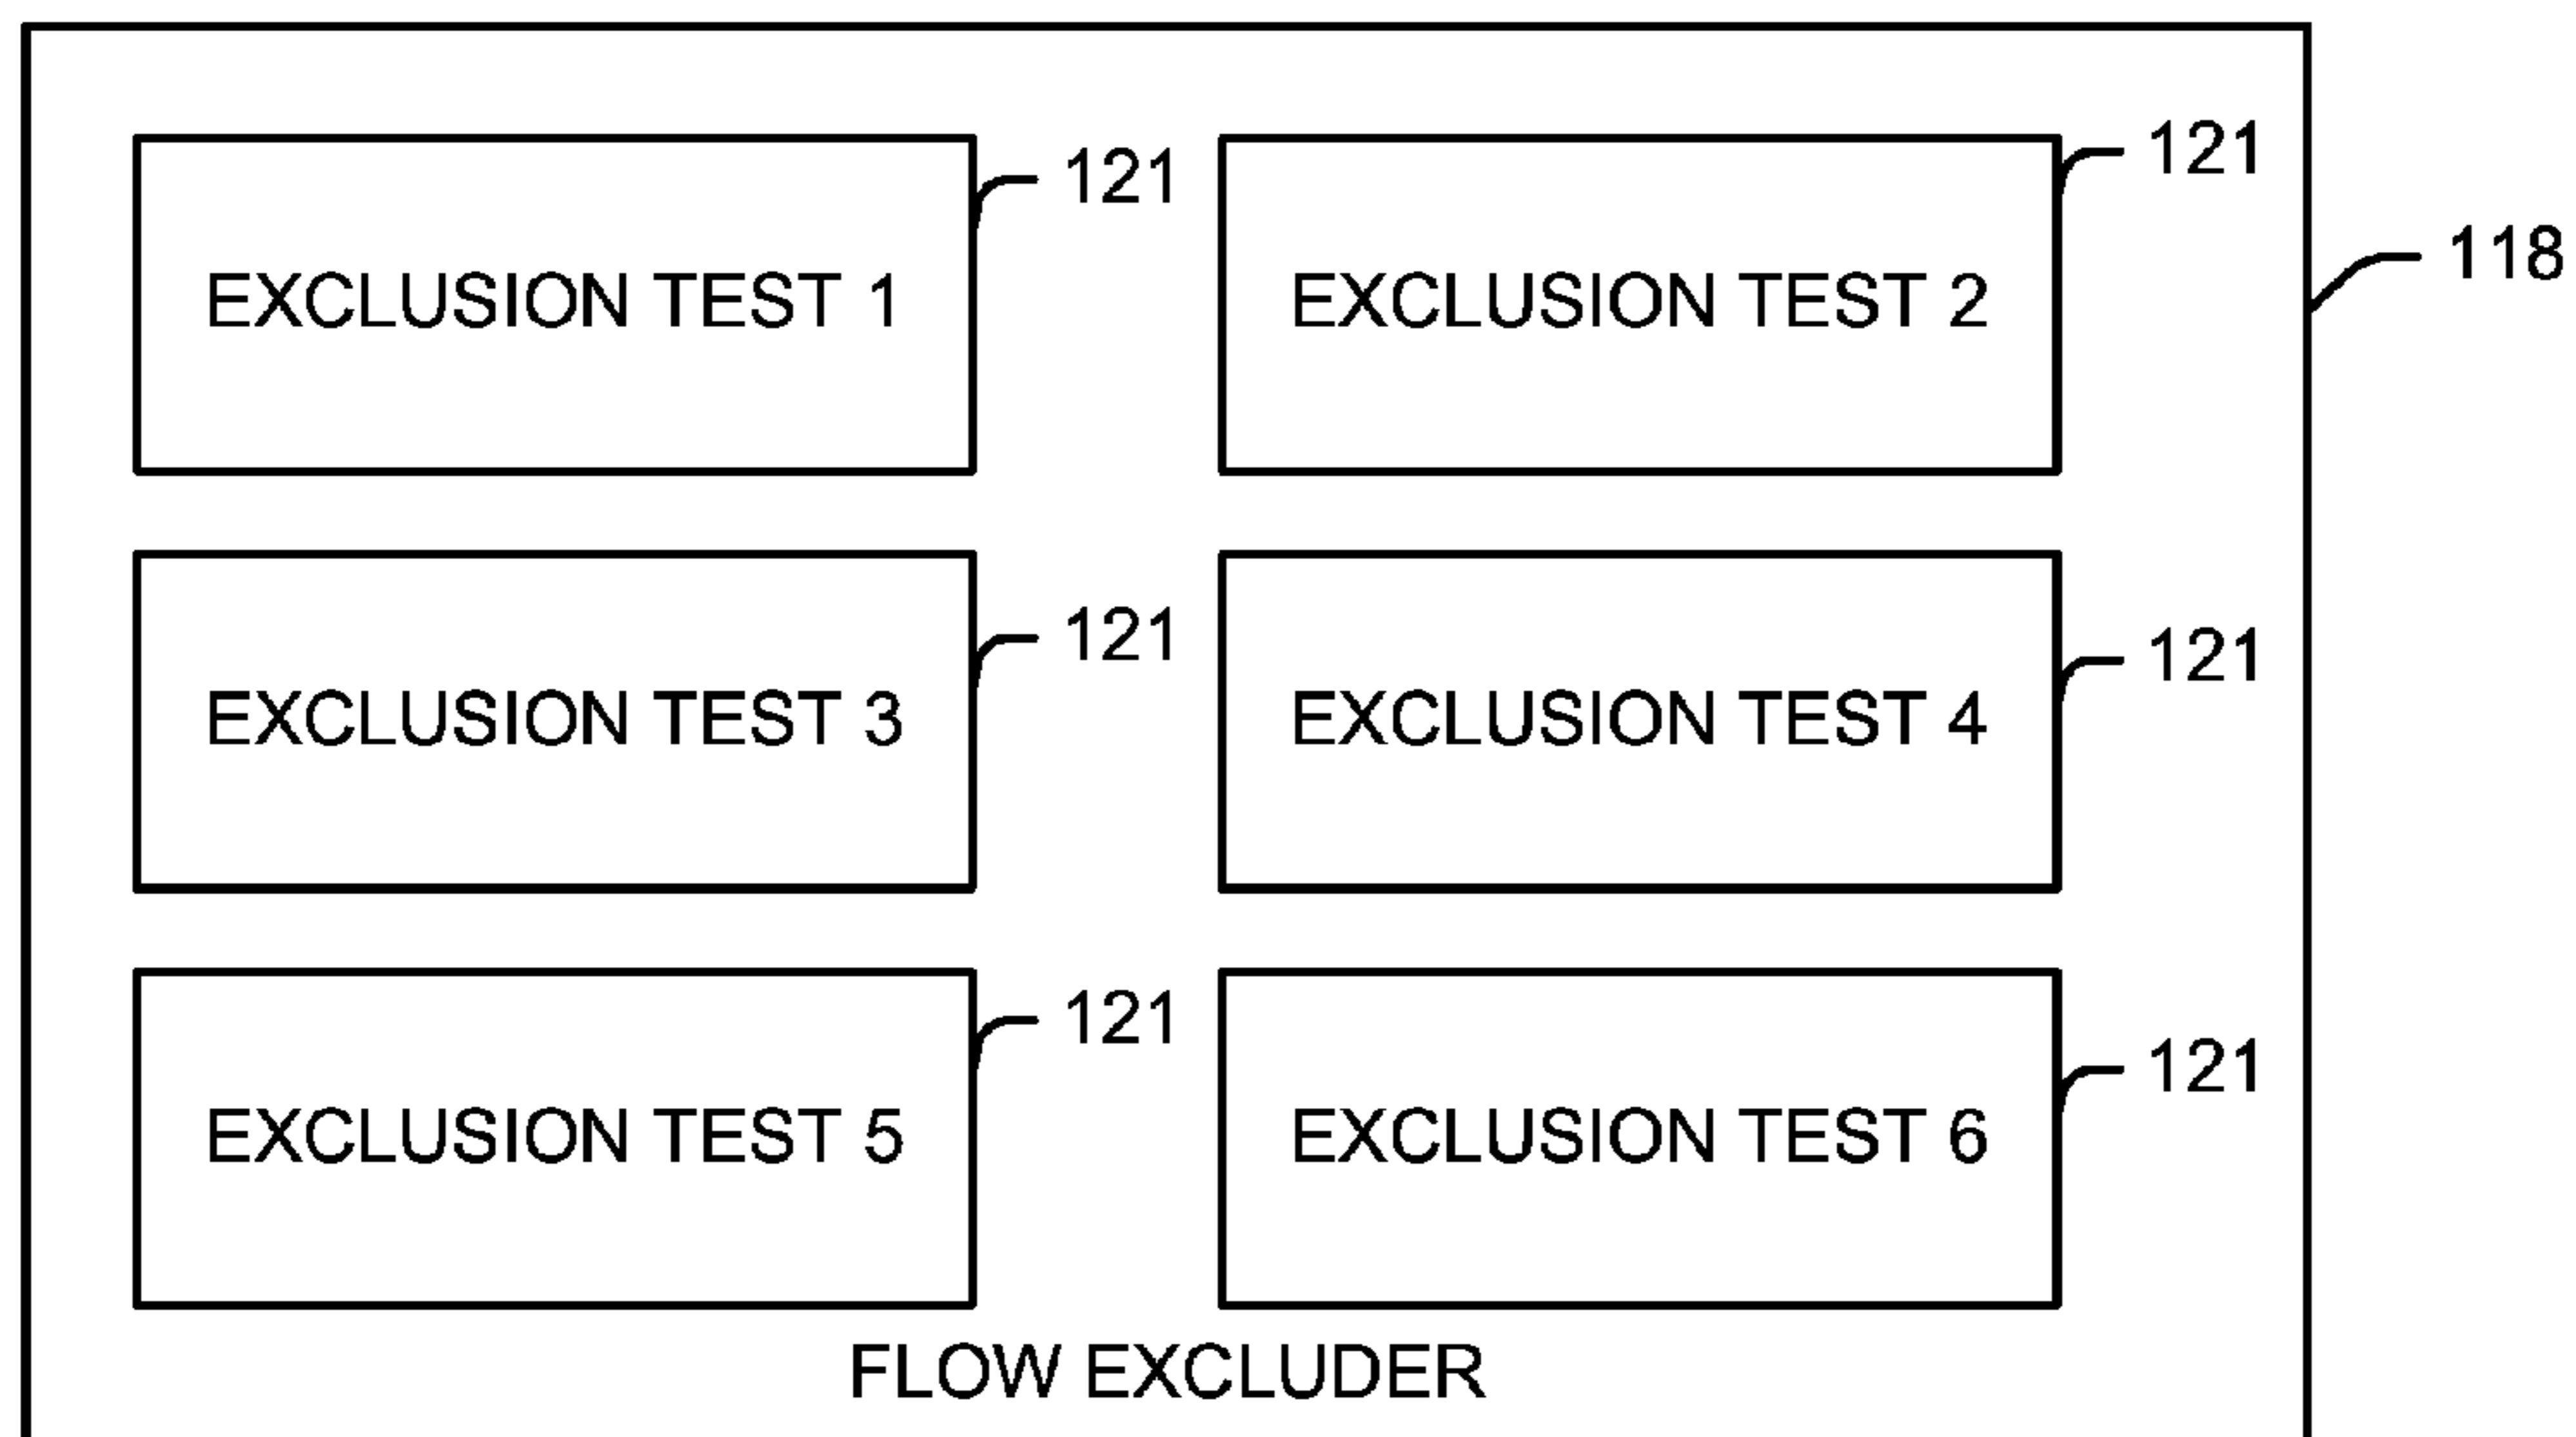 121
121
118
EXCLUSION TEST 1
EXCLUSION TEST 2
121
121
EXCLUSION TEST 3
EXCLUSION TEST 4
121
121
EXCLUSION TEST 5
EXCLUSION TEST 6
FLOW EXCLUDER